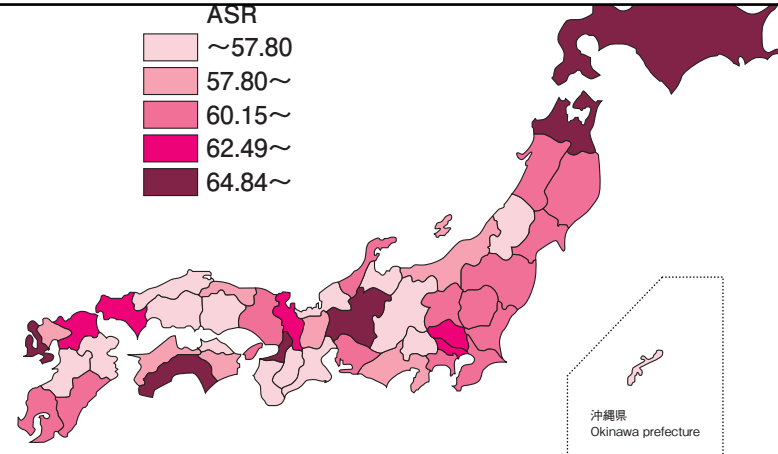 ASR
～57.80
57.80～
60.15～
62.49～
64.84～
沖縄県
Okinawa prefecture